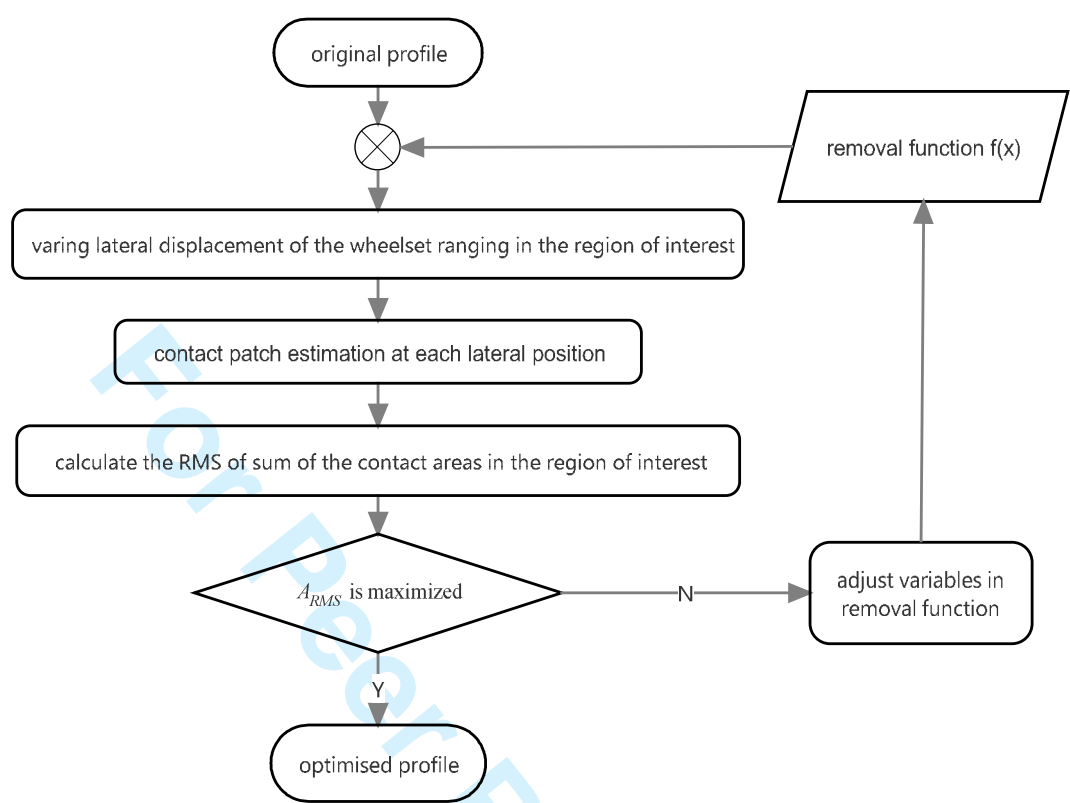 original profile
removal function f(x)
varing lateral displacement of the wheelset ranging in the region of interest
contact patch estimation at each lateral position
calculate the RMS of sum of the contact areas in the region of interest
A_RMS is maximized
N
adjust variables in
removal function
Y
optimised profile
For Peer